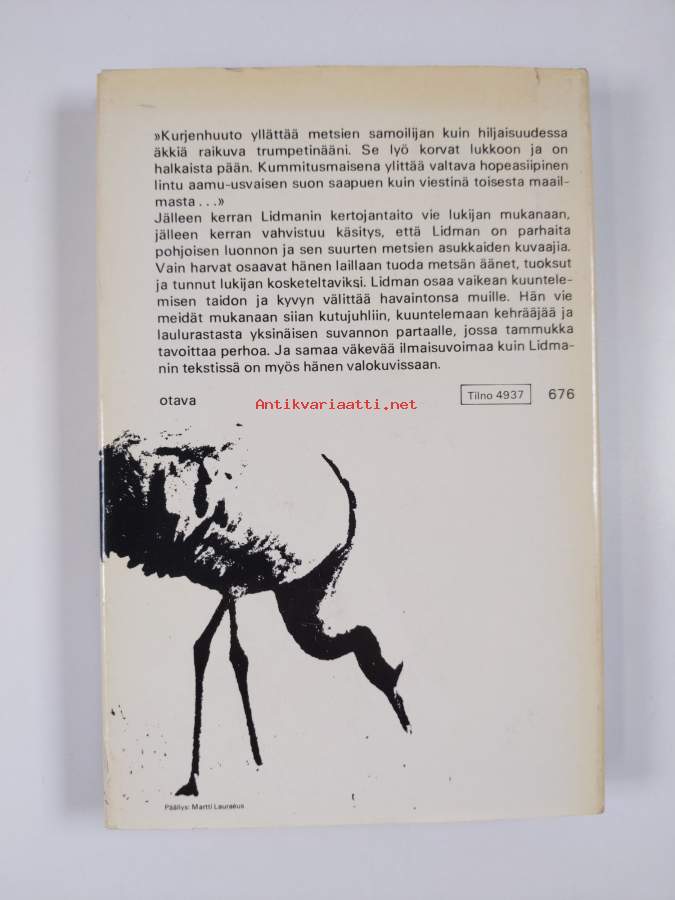 »Kurjenhuuto yllättää metsien samoilijan kuin hiljaisuudessa
äkkiä raikuva trumpetinääni. Se lyö korvat lukkoon ja on
halkaista pään. Kummitusmaisena ylittää valtava hopeasiipinen
lintu aamu-usvaisen suon saapuen kuin viestinä toisesta maail-
masta . . .»
Jälleen kerran Lidmanin kertojantaito vie lukijan mukanaan,
jälleen kerran vahvistuu käsitys, että Lidman on parhaita
pohjoisen luonnon ja sen suurten metsien asukkaiden kuvaajia.
Vain harvat osaavat hänen laillaan tuoda metsän äänet, tuoksut
ja tunnut lukijan kosketeltaviksi. Lidman osaa vaikean kuuntele-
misen taidon ja kyvyn välittää havaintonsa muille. Hän vie
meidät mukanaan siian kutujuhliin, kuuntelemaan kehrääjää ja
laulurastasta yksinäisen suvannon partaalle, jossa tammukka
tavoittaa perhoa. Ja samaa väkevää ilmaisuvoimaa kuin Lidma-
nin tekstissä on myös hänen valokuvissaan.
otava Antikvariaatti.net Tilno 4937 676
Päällys: Martti Lauraéus